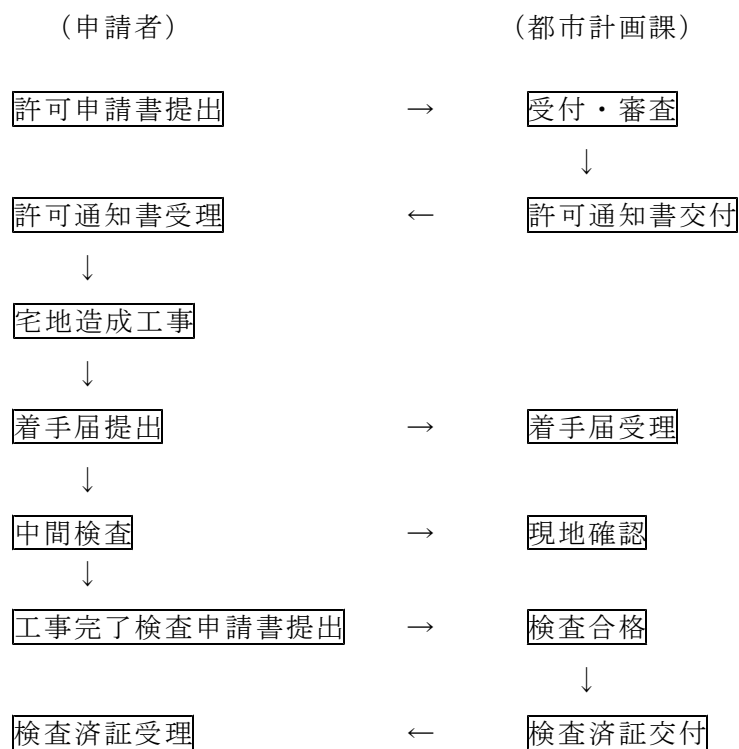 （申請者） （都市計画課）
許可申請書提出 → 受付・審査
↓
許可通知書受理 ← 許可通知書交付
↓
宅地造成工事
↓
着手届提出 → 着手届受理
↓
中間検査 → 現地確認
↓
工事完了検査申請書提出 → 検査合格
↓
検査済証受理 ← 検査済証交付